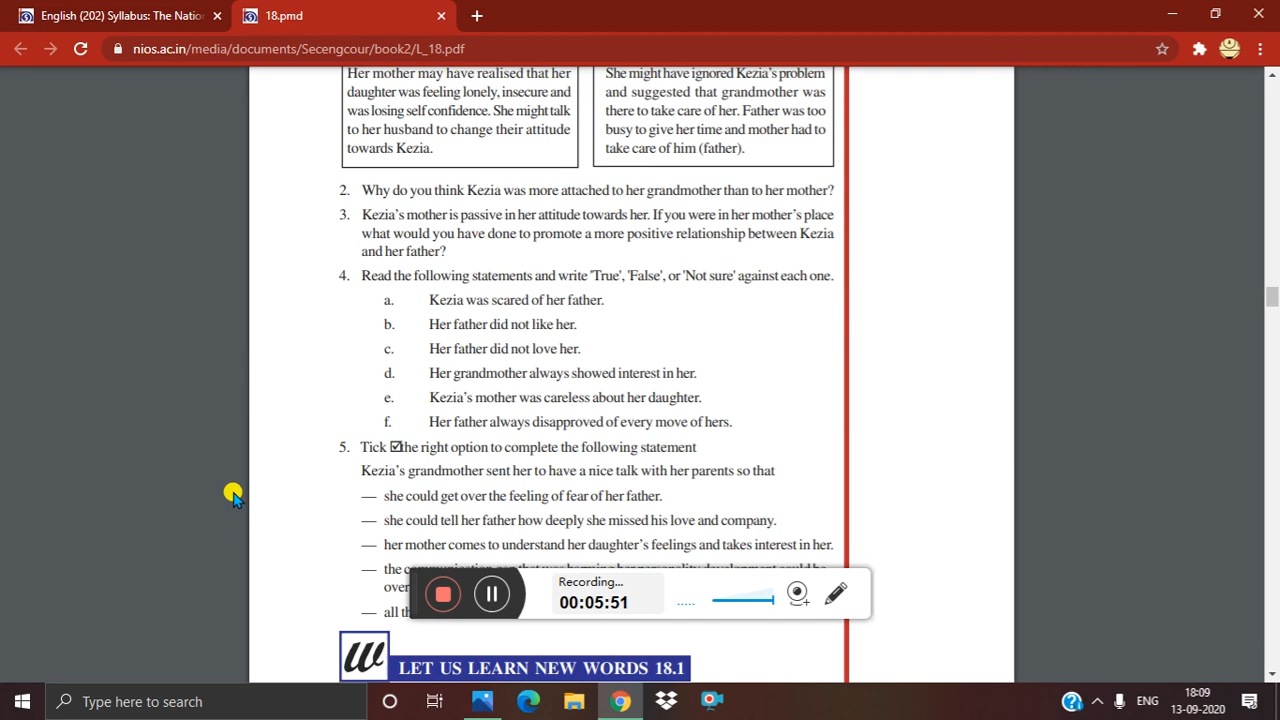 English (202) Syllabus: The Natio
18.pmd
nios.ac.in/media/documents/Secengcour/book2/L_18.pdf
Her mother may have realised that her
daughter was feeling lonely, insecure and
was losing self confidence. She might talk
to her husband to change their attitude
towards Kezia.
She might have ignored Kezia's problem
and suggested that grandmother was
there to take care of her. Father was too
busy to give her time and mother had to
take care of him (father).
2. Why do you think Kezia was more attached to her grandmother than to her mother?
3. Kezia's mother is passive in her attitude towards her. If you were in her mother's place
what would you have done to promote a more positive relationship between Kezia
and her father?
4. Read the following statements and write 'True', 'False', or 'Not sure' against each one.
a. Kezia was scared of her father.
b. Her father did not like her.
c. Her father did not love her.
d. Her grandmother always showed interest in her.
e. Kezia's mother was careless about her daughter.
f. Her father always disapproved of every move of hers.
5. Tick ☑the right option to complete the following statement
Kezia's grandmother sent her to have a nice talk with her parents so that
— she could get over the feeling of fear of her father.
— she could tell her father how deeply she missed his love and company.
— her mother comes to understand her daughter's feelings and takes interest in her.
— the
over
— all
Recording...
00:05:51
W LET US LEARN NEW WORDS 18.1
Type here to search
ENG
18:09
13-09-2020